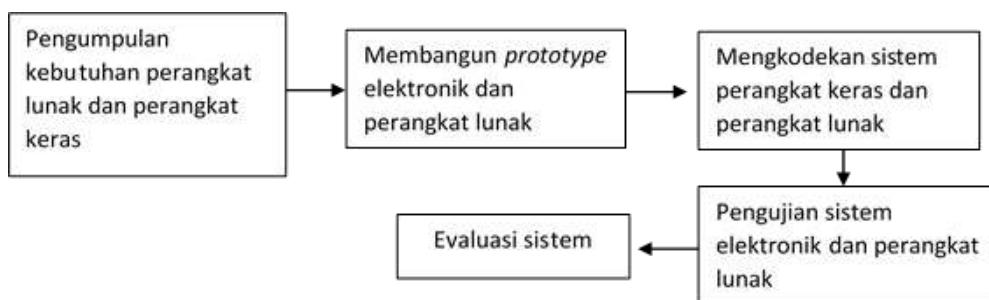 Pengumpulan
kebutuhan perangkat
lunak dan perangkat
keras
Membangun prototype
elektronik dan
perangkat lunak
Mengkodekan sistem
perangkat keras dan
perangkat lunak
Pengujian sistem
elektronik dan perangkat
lunak
Evaluasi sistem